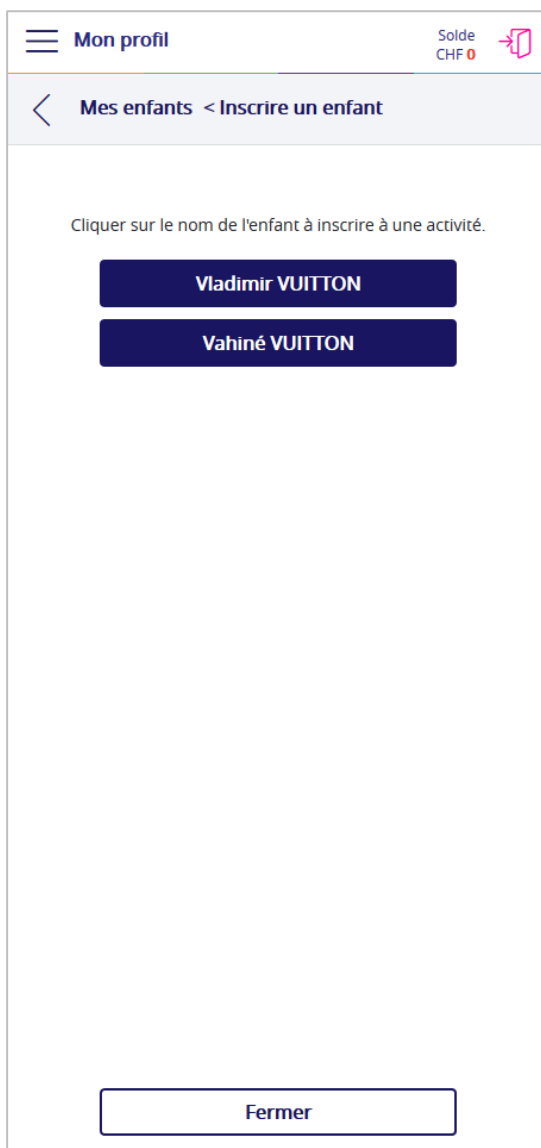 Mon profil
Solde
CHF 0
Mes enfants < Inscrire un enfant
Cliquer sur le nom de l'enfant à inscrire à une activité.
Vladimir VUITTON
Vahiné VUITTON
Fermer